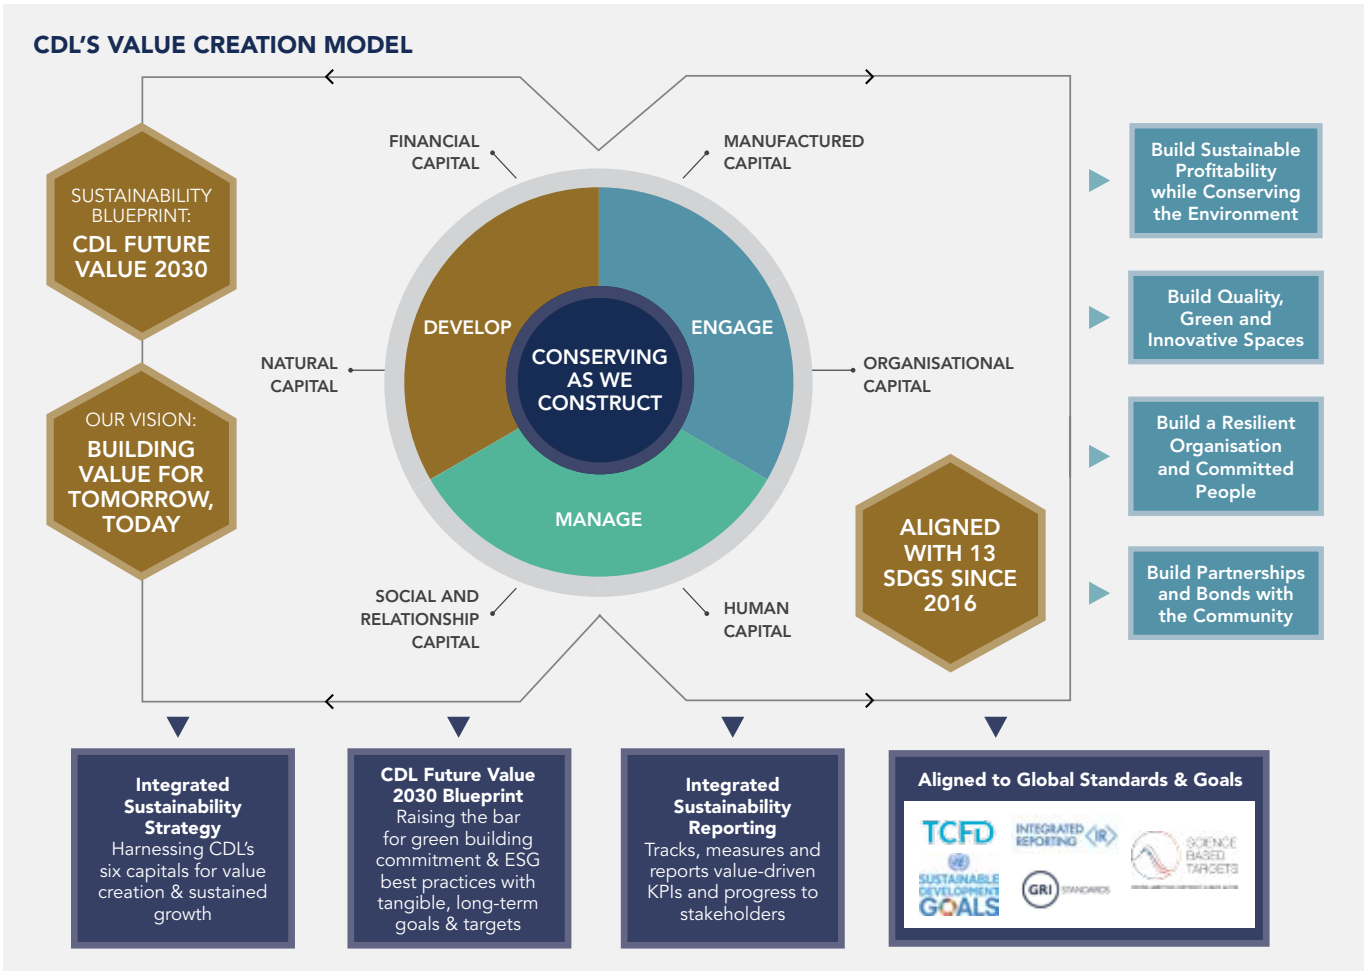 CDL'S VALUE CREATION MODEL
SUSTAINABILITY
BLUEPRINT:
CDL FUTURE
VALUE 2030
OUR VISION:
BUILDING
VALUE FOR
TOMORROW,
TODAY
FINANCIAL
CAPITAL
MANUFACTURED
CAPITAL
NATURAL
CAPITAL
ORGANISATIONAL
CAPITAL
SOCIAL AND
RELATIONSHIP
CAPITAL
HUMAN
CAPITAL
DEVELOP
ENGAGE
MANAGE
CONSERVING
AS WE
CONSTRUCT
ALIGNED
WITH 13
SDGS SINCE
2016
Build Sustainable
Profitability
while Conserving
the Environment
Build Quality,
Green and
Innovative Spaces
Build a Resilient
Organisation
and Committed
People
Build Partnerships
and Bonds with
the Community
Integrated
Sustainability
Strategy
Harnessing CDL's
six capitals for value
creation & sustained
growth
CDL Future Value
2030 Blueprint
Raising the bar
for green building
commitment & ESG
best practices with
tangible, long-term
goals & targets
Integrated
Sustainability
Reporting
Tracks, measures and
reports value-driven
KPIs and progress to
stakeholders
Aligned to Global Standards & Goals
TCFD
INTEGRATED
REPORTING
<IR>
SUSTAINABLE
DEVELOPMENT
GOALS
GRI STANDARDS
SCIENCE
BASED
TARGETS